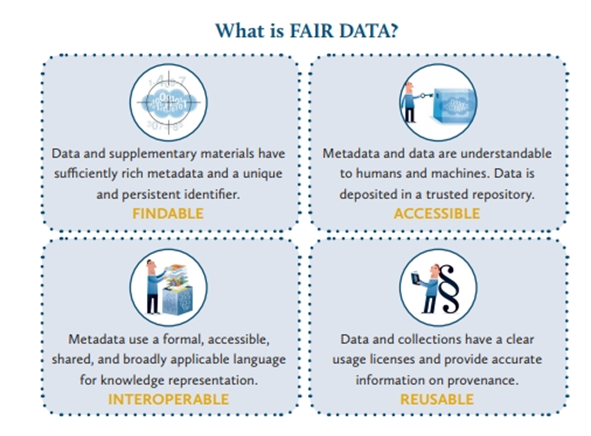 What is FAIR DATA?
Data and supplementary materials have
sufficiently rich metadata and a unique
and persistent identifier.
FINDABLE
Metadata and data are understandable
to humans and machines. Data is
deposited in a trusted repository.
ACCESSIBLE
Metadata use a formal, accessible,
shared, and broadly applicable language
for knowledge representation.
INTEROPERABLE
Data and collections have a clear
usage licenses and provide accurate
information on provenance.
REUSABLE